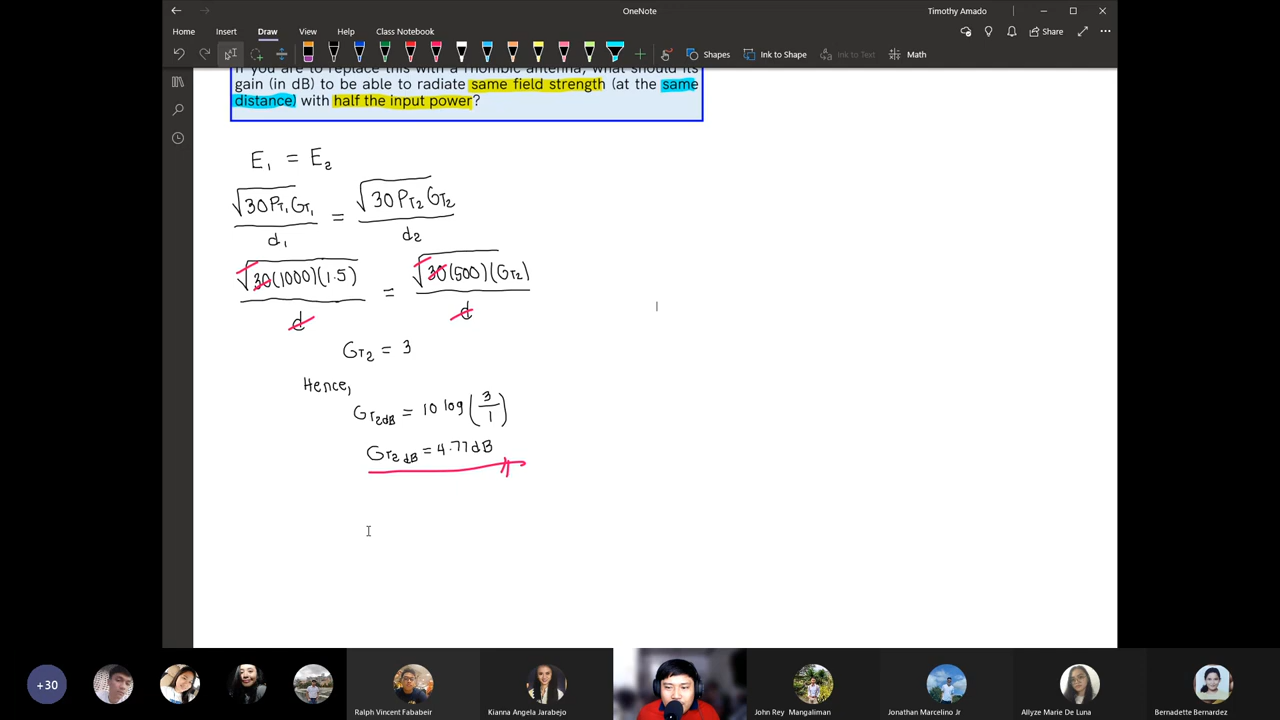 OneNote
Timothy Amado
File Insert Draw View Help Class Notebook
Share
Shapes Ink to Shape Ink to Text Math
If you are to replace this with a rhombic antenna, what should its
gain (in dB) to be able to radiate same field strength (at the same
distance) with half the input power?
E₁ = E₂
√30PT₁GT₁ / d₁ = √30PT₂GT₂ / d₂
√30(1000)(1.5) / d = √30(500)(GT₂) / d
GT₂ = 3
Hence,
GT₂dB = 10 log (3/1)
GT₂dB = 4.77dB
+30
Ralph Vincent Fababeir
Kianna Angela Jarabejo
John Rey Mangaliman
Jonathan Marcelino Jr
Allyze Marie De Luna
Bernadette Bernardez